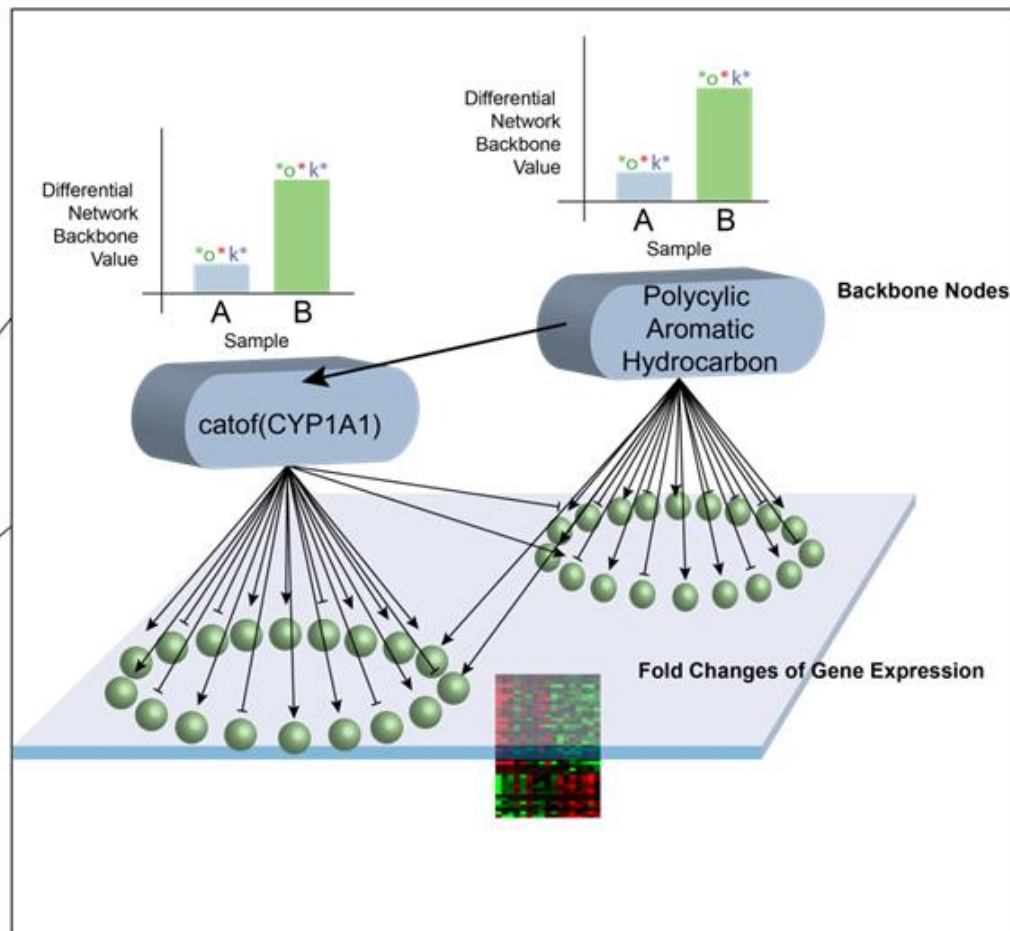 Differential
Network
Backbone
Value
*o*k*
*o*k*
A
B
Sample
Differential
Network
Backbone
Value
*o*k*
*o*k*
A
B
Sample
Backbone Nodes
Polycylic
Aromatic
Hydrocarbon
catof(CYP1A1)
Fold Changes of Gene Expression